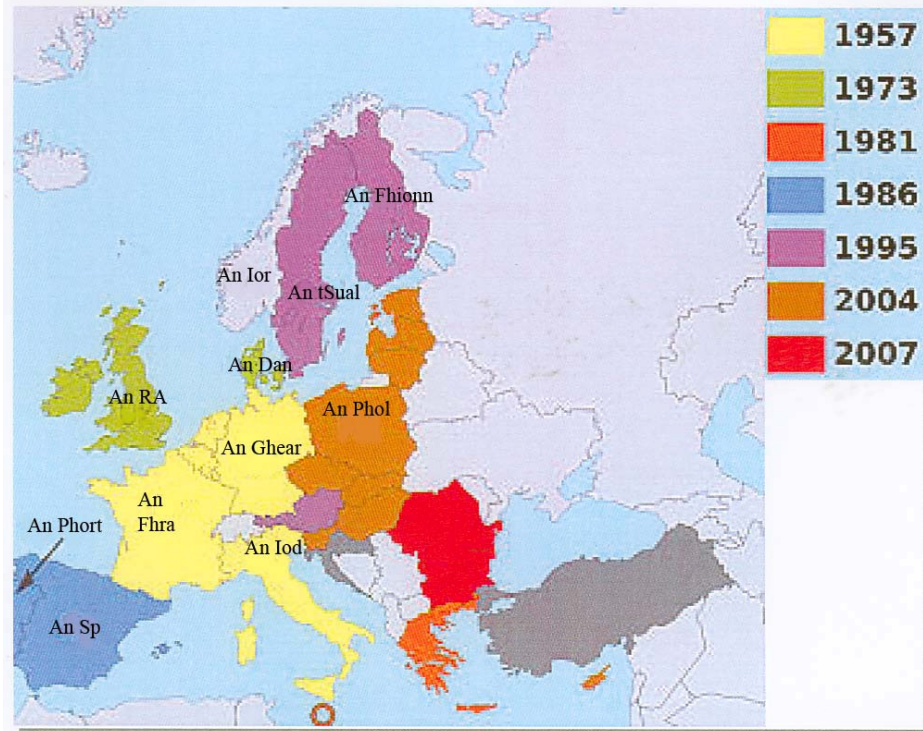 1957
1973
1981
1986
1995
2004
2007
An Fhionn
An Ior
An tSual
An Dan
An RA
An Phol
An Ghear
An
Fhra
An Phort
An Iod
An Sp